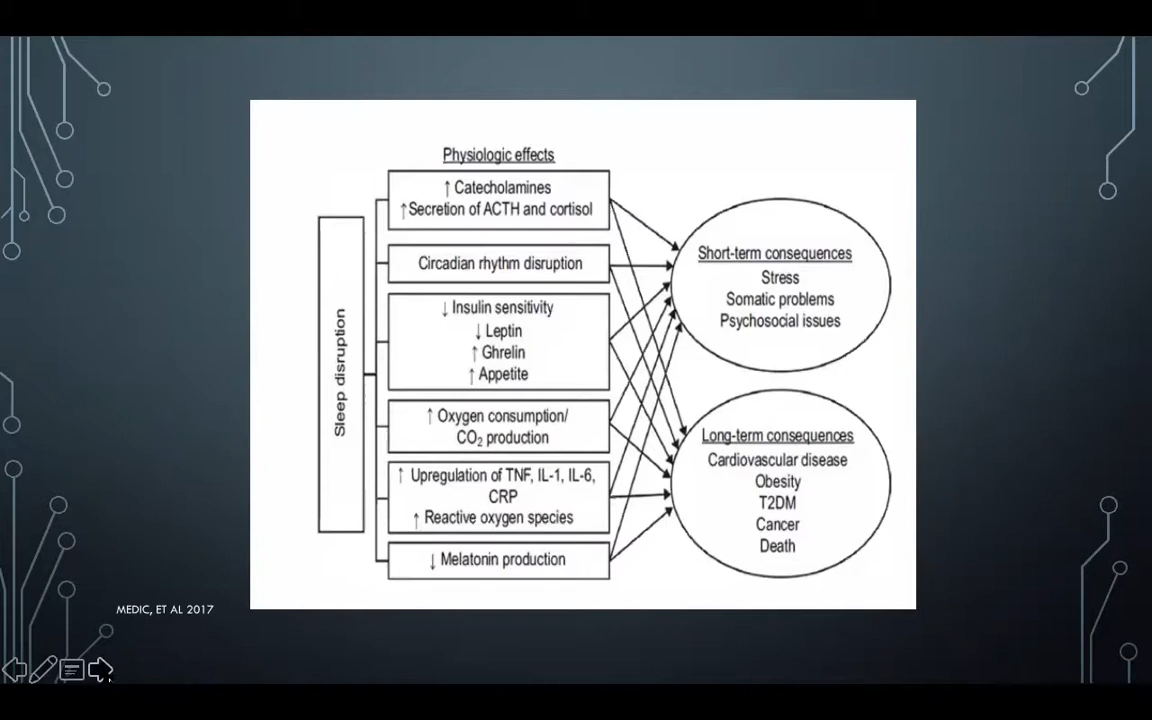 Physiologic effects
↑ Catecholamines
↑Secretion of ACTH and cortisol
Circadian rhythm disruption
↓ Insulin sensitivity
↓ Leptin
↑ Ghrelin
↑ Appetite
↑ Oxygen consumption/
CO₂ production
↑ Upregulation of TNF, IL-1, IL-6,
CRP
↑ Reactive oxygen species
↓ Melatonin production
Sleep disruption
Short-term consequences
Stress
Somatic problems
Psychosocial issues
Long-term consequences
Cardiovascular disease
Obesity
T2DM
Cancer
Death
MEDIC, ET AL 2017